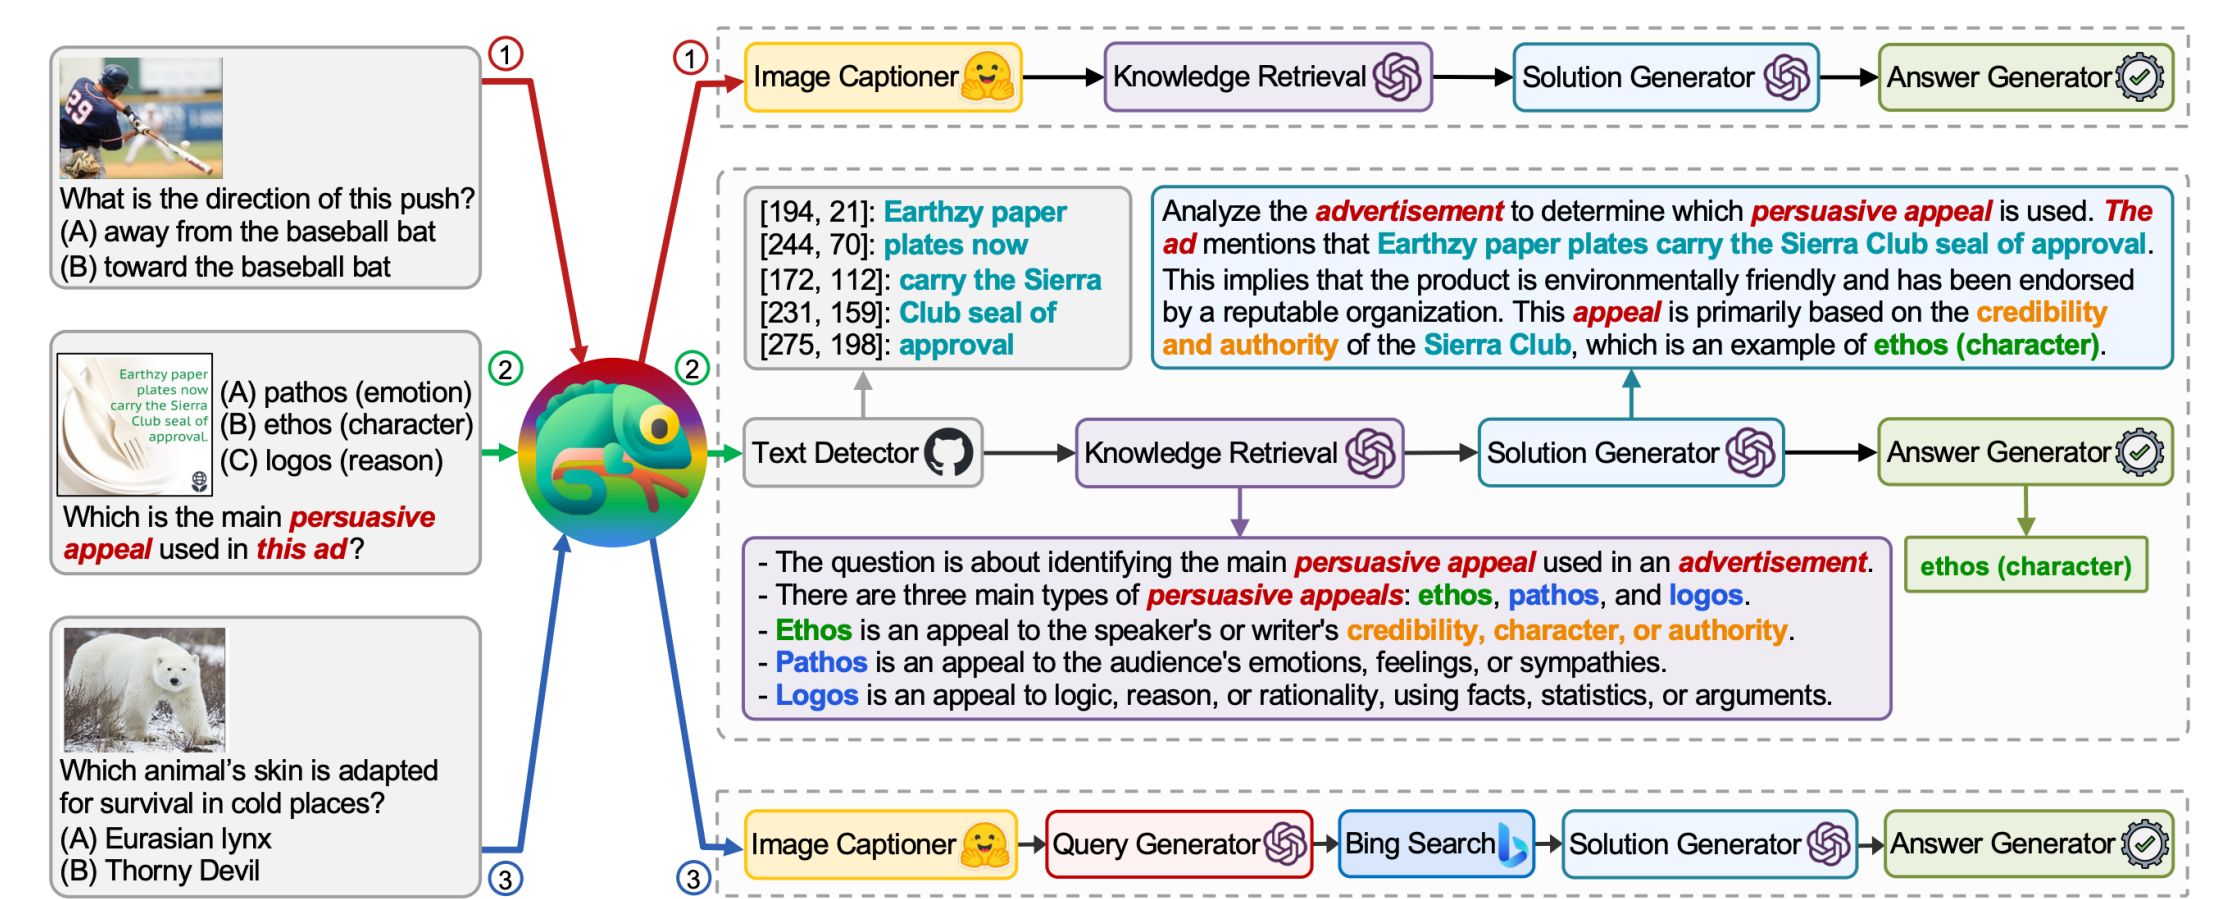 1
29
What is the direction of this push?
(A) away from the baseball bat
(B) toward the baseball bat
2
Earthzy paper
plates now
carry the Sierra
Club seal of
approval.
(A) pathos (emotion)
(B) ethos (character)
(C) logos (reason)
Which is the main persuasive
appeal used in this ad?
Which animal's skin is adapted
for survival in cold places?
(A) Eurasian lynx
(B) Thorny Devil
3
1
Image Captioner
Knowledge Retrieval
Solution Generator
Answer Generator
2
[194, 21]: Earthzy paper
[244, 70]: plates now
[172, 112]: carry the Sierra
[231, 159]: Club seal of
[275, 198]: approval
Analyze the advertisement to determine which persuasive appeal is used. The
ad mentions that Earthzy paper plates carry the Sierra Club seal of approval.
This implies that the product is environmentally friendly and has been endorsed
by a reputable organization. This appeal is primarily based on the credibility
and authority of the Sierra Club, which is an example of ethos (character).
Text Detector
Knowledge Retrieval
Solution Generator
Answer Generator
- The question is about identifying the main persuasive appeal used in an advertisement.
- There are three main types of persuasive appeals: ethos, pathos, and logos.
- Ethos is an appeal to the speaker's or writer's credibility, character, or authority.
- Pathos is an appeal to the audience's emotions, feelings, or sympathies.
- Logos is an appeal to logic, reason, or rationality, using facts, statistics, or arguments.
ethos (character)
3
Image Captioner
Query Generator
Bing Search
Solution Generator
Answer Generator